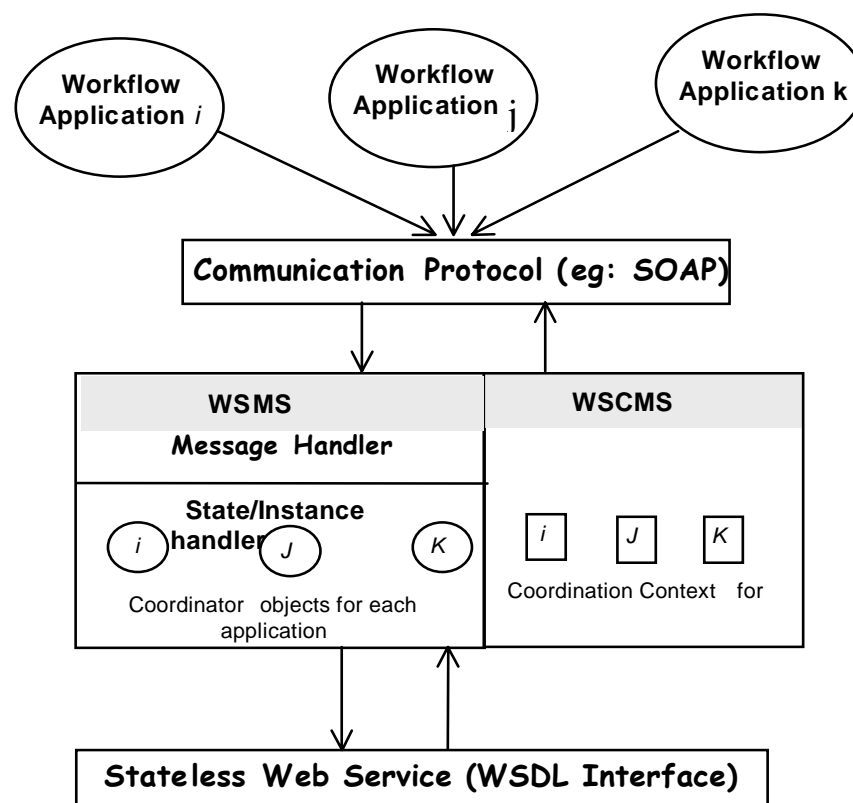 Workflow
Application i
Workflow
Application j
Workflow
Application k
Communication Protocol (eg: SOAP)
WSMS
WSCMS
Message Handler
State/Instance
handler
i
J
K
i
J
K
Coordinator objects for each
application
Coordination Context for
Stateless Web Service (WSDL Interface)